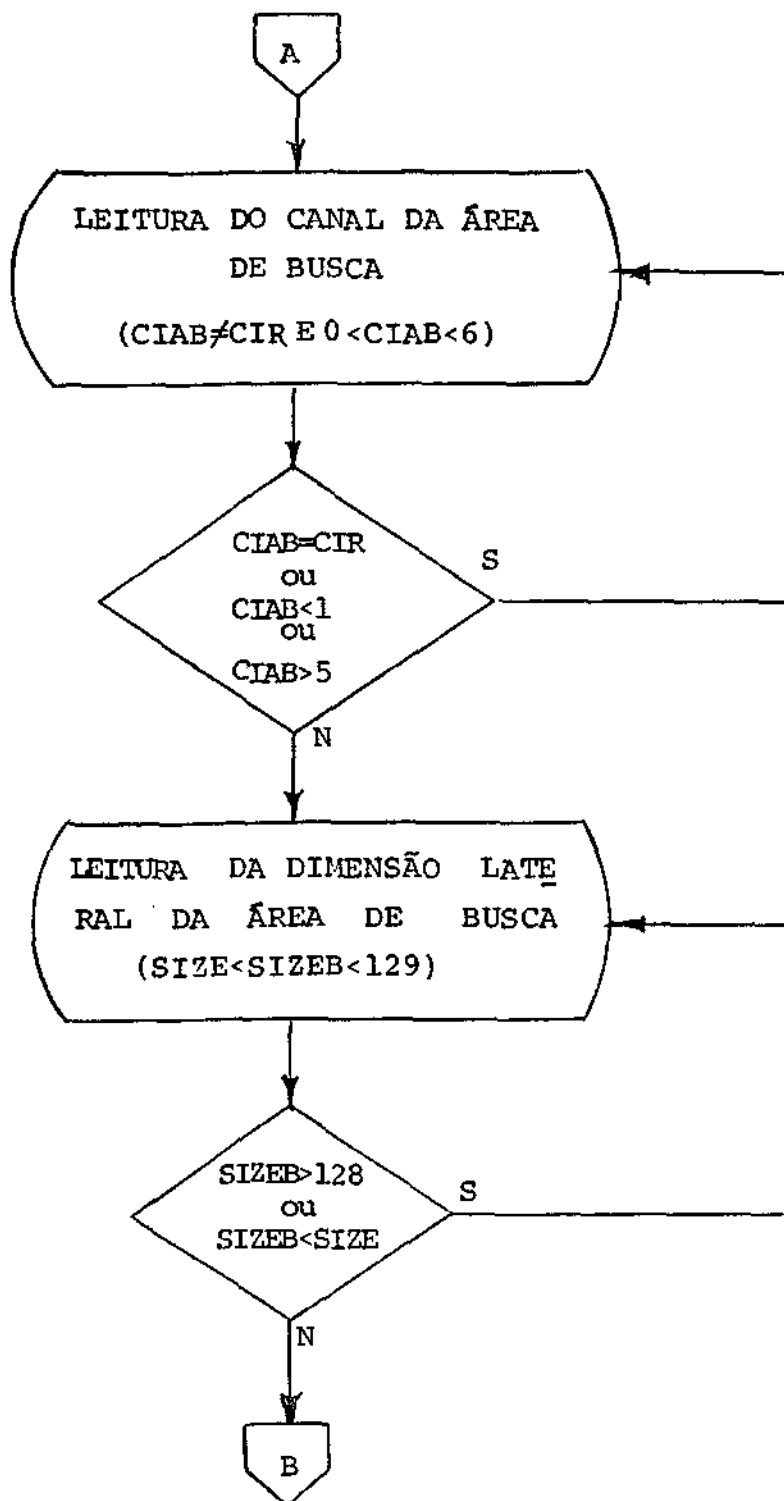 A
LEITURA DO CANAL DA ÁREA
DE BUSCA
(CIAB≠CIR E 0<CIAB<6)
CIAB=CIR
ou
CIAB<1
ou
CIAB>5
S
N
LEITURA DA DIMENSÃO LATE
RAL DA ÁREA DE BUSCA
(SIZE<SIZEB<129)
SIZEB>128
ou
SIZEB<SIZE
S
N
B